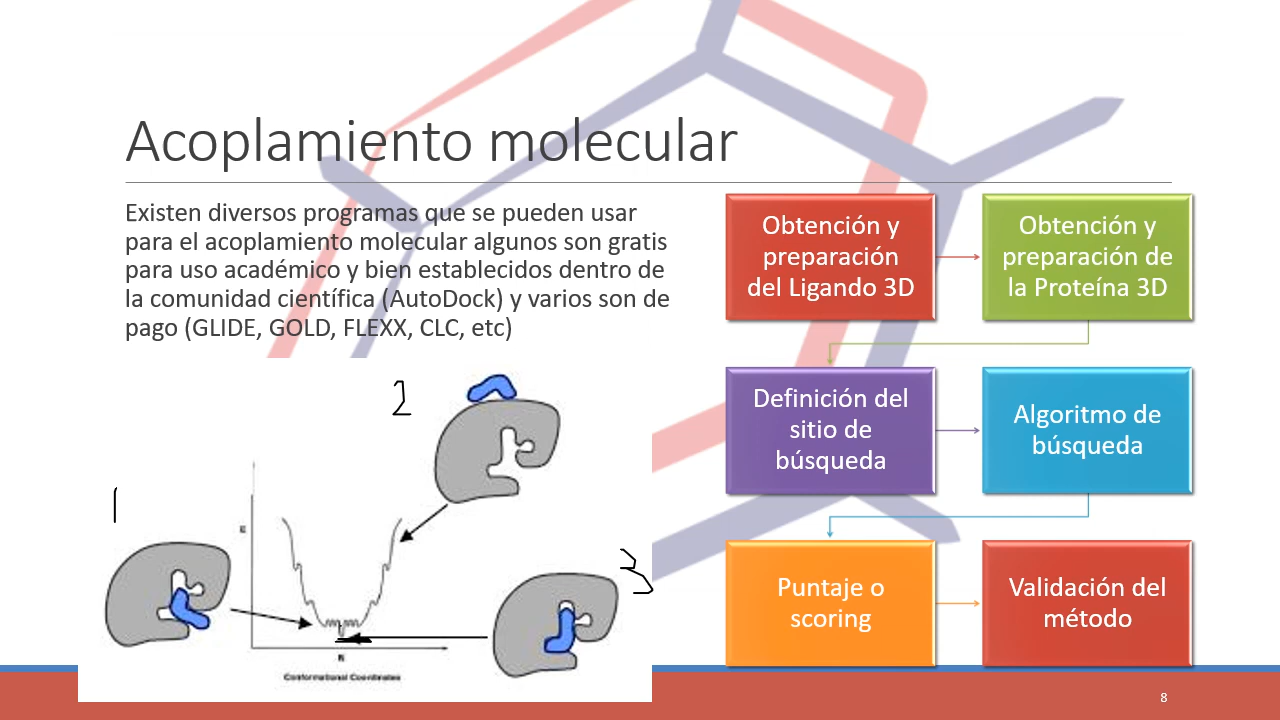 Acoplamiento molecular
Existen diversos programas que se pueden usar
para el acoplamiento molecular algunos son gratis
para uso académico y bien establecidos dentro de
la comunidad científica (AutoDock) y varios son de
pago (GLIDE, GOLD, FLEXX, CLC, etc)
Obtención y
preparación
del Ligando 3D
Obtención y
preparación de
la Proteína 3D
Definición del
sitio de
búsqueda
Algoritmo de
búsqueda
Puntaje o
scoring
Validación del
método
1
2
3
E
R
Conformational Coordinates
8